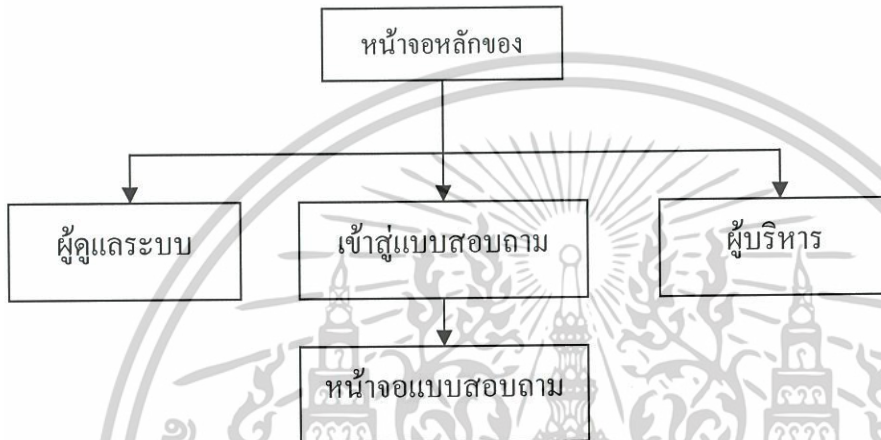 หน้าจอหลักของ
ผู้ดูแลระบบ
เข้าสู่แบบสอบถาม
ผู้บริหาร
หน้าจอแบบสอบถาม